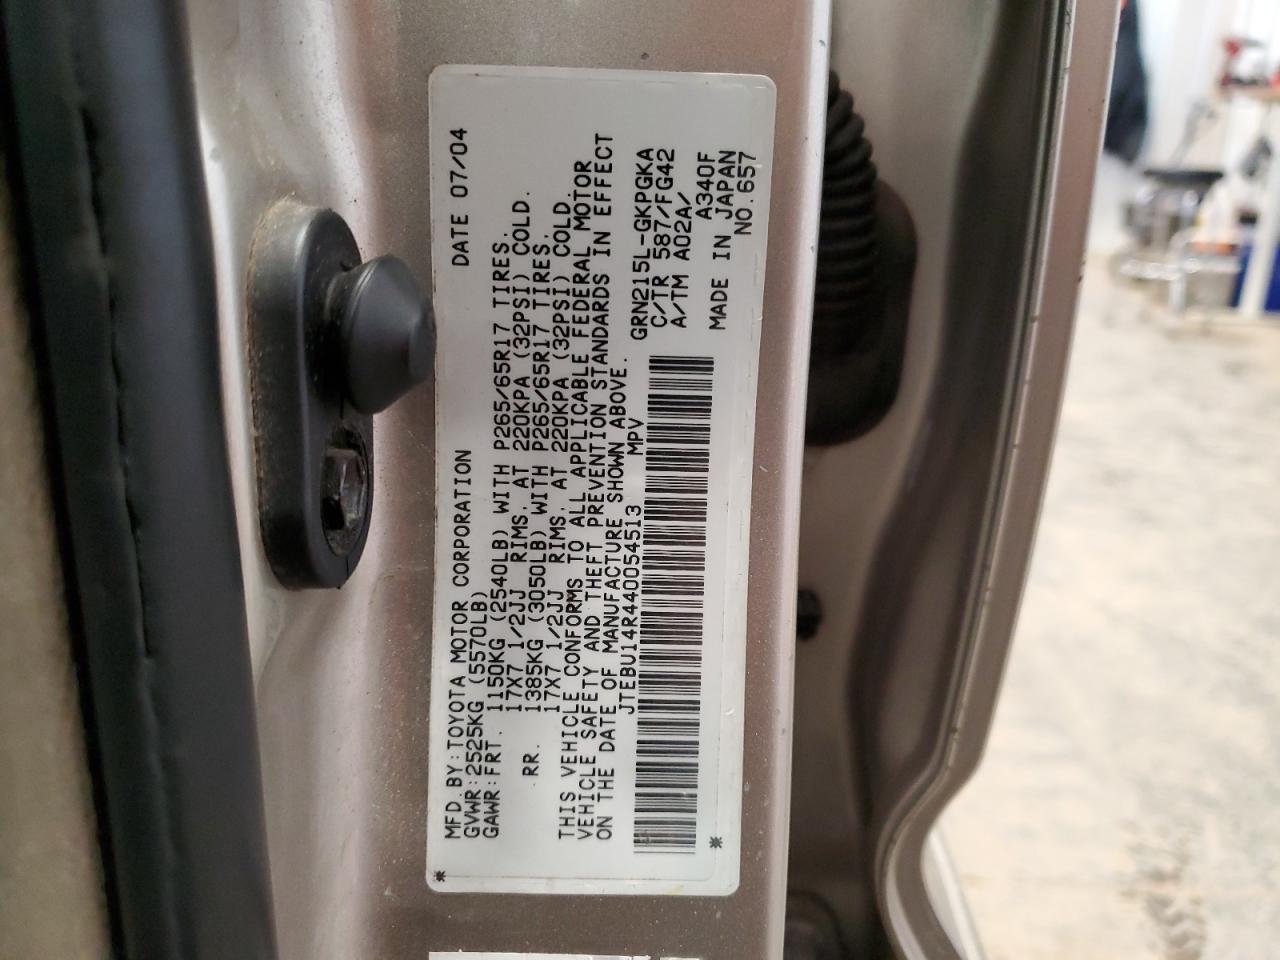 MFD.BY:TOYOTA MOTOR CORPORATION DATE 07/04
GVWR:2525KG (5570LB)
GAWR:FRT. 1150KG (2540LB) WITH P265/65R17 TIRES.
17X7 1/2JJ RIMS. AT 220KPA (32PSI) COLD.
RR. 1385KG (3050LB) WITH P265/65R17 TIRES.
17X7 1/2JJ RIMS. AT 220KPA (32PSI) COLD.
THIS VEHICLE CONFORMS TO ALL APPLICABLE FEDERAL MOTOR
VEHICLE SAFETY AND THEFT PREVENTION STANDARDS IN EFFECT
ON THE DATE OF MANUFACTURE SHOWN ABOVE.
JTEBU14R440054513 MPV
GRN215L-GKPGKA
C/TR 587/FG42
A/TM A02A/
A340F
MADE IN JAPAN
NO.657